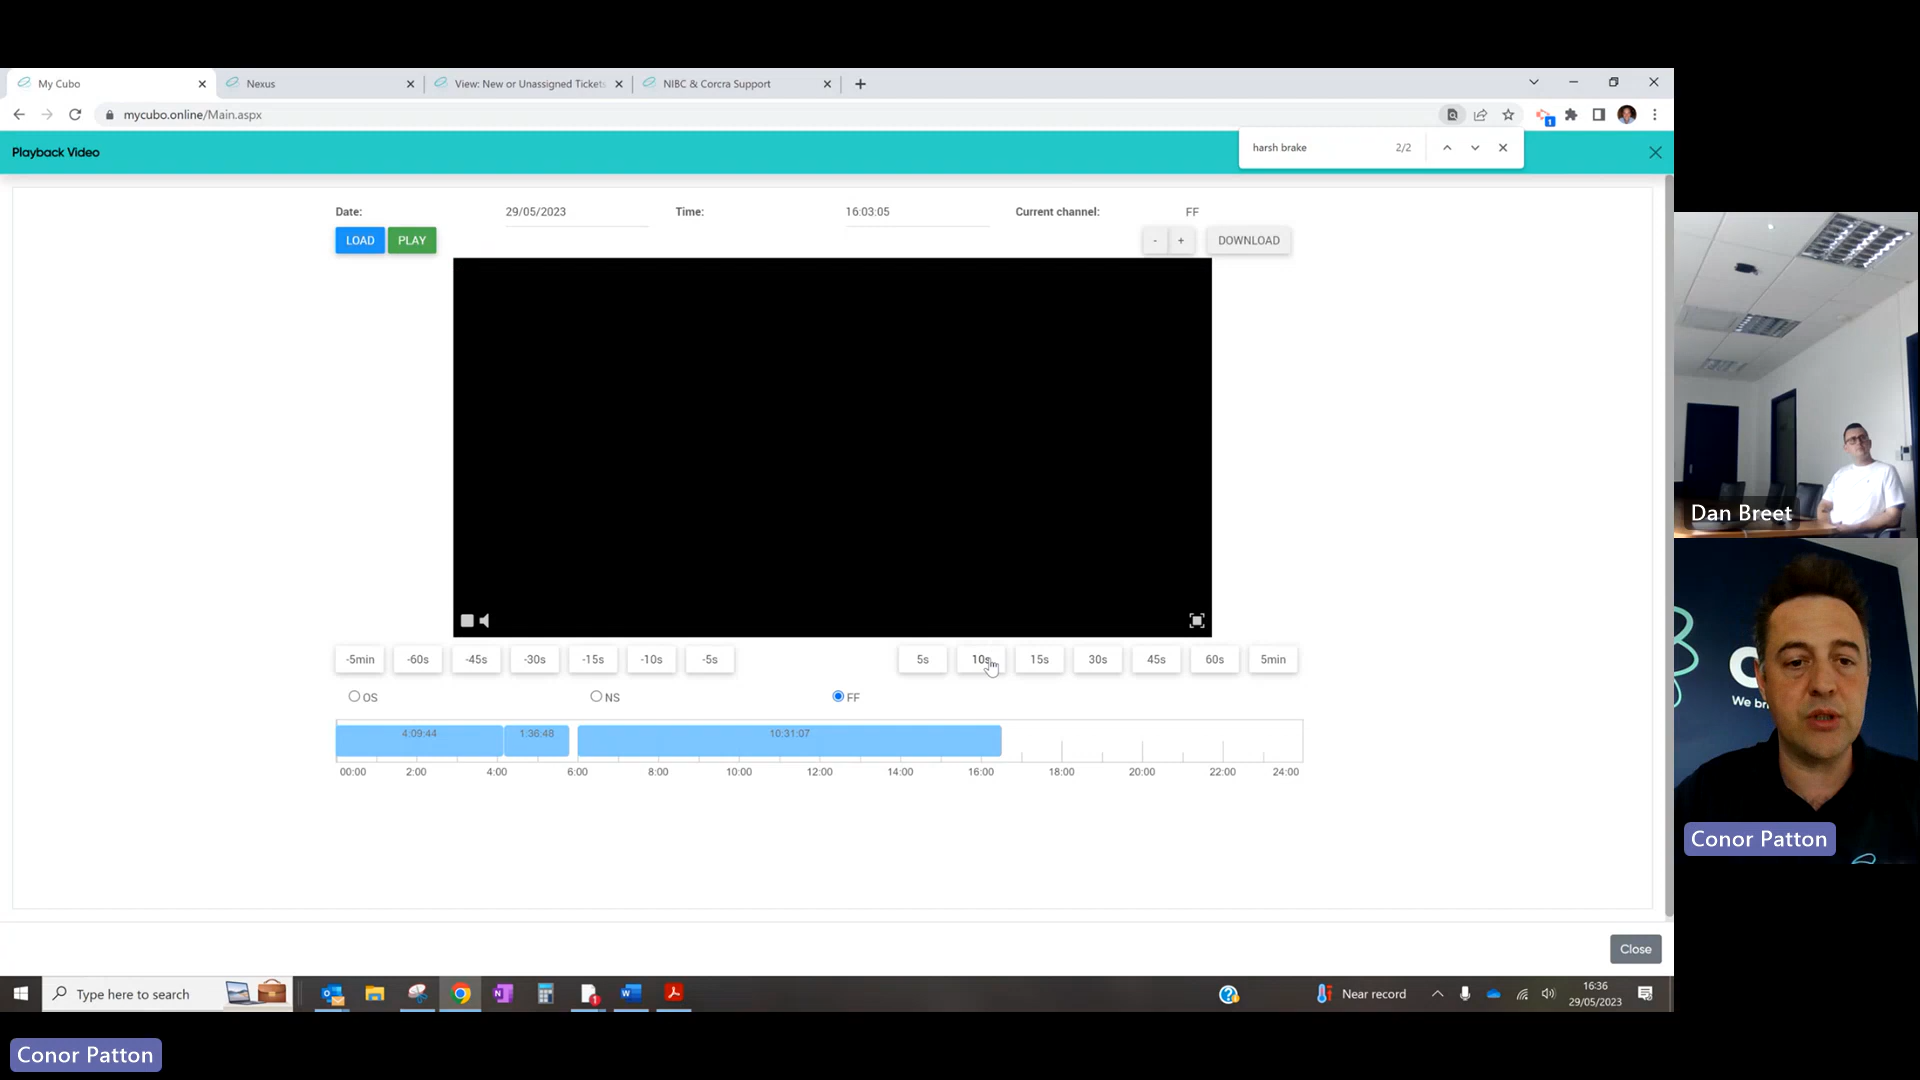 My Cubo
Nexus
View: New or Unassigned Tickets
NIBC & Corcra Support
mycubo.online/Main.aspx
1
Playback Video
harsh brake 2/2
Date: 29/05/2023 Time: 16:03:05 Current channel: FF
LOAD PLAY - + DOWNLOAD
-5min -60s -45s -30s -15s -10s -5s 5s 10s 15s 30s 45s 60s 5min
OS NS FF
4:09:44 1:36:48 10:31:07
00:00 2:00 4:00 6:00 8:00 10:00 12:00 14:00 16:00 18:00 20:00 22:00 24:00
Close
Type here to search
Near record
16:36
29/05/2023
Dan Breet
We br
Conor Patton
Conor Patton